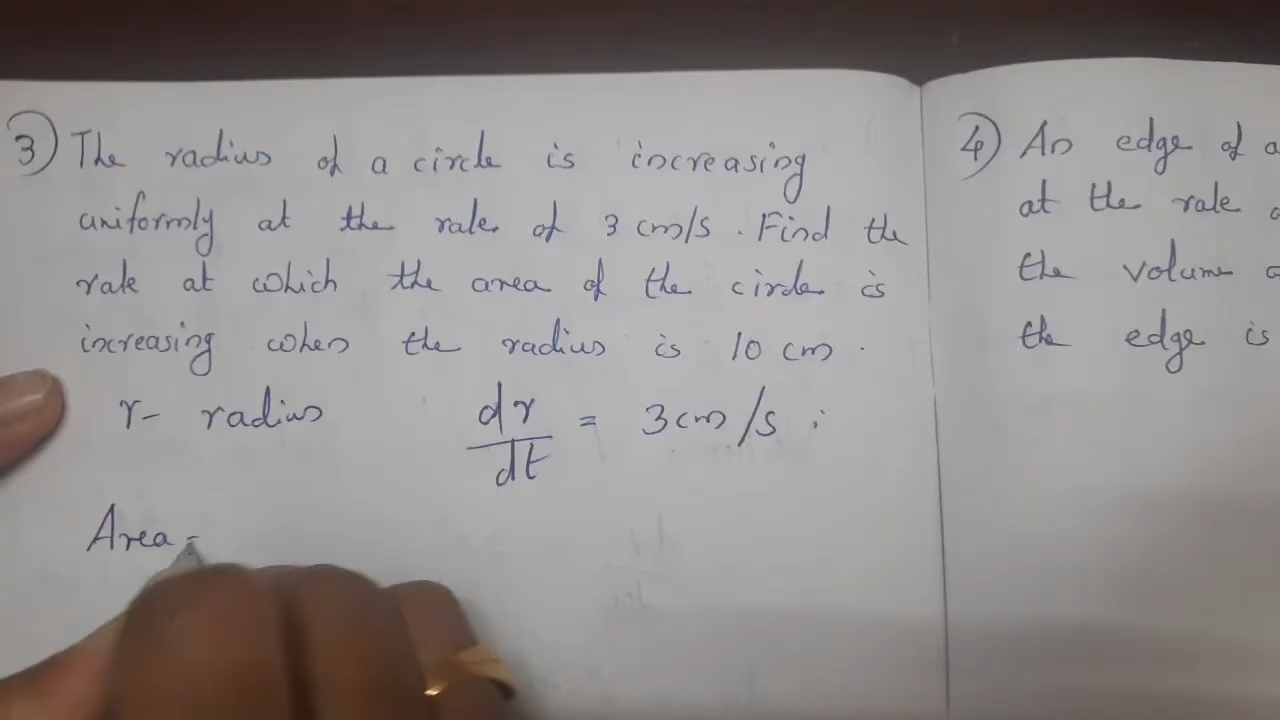 3) The radius of a circle is increasing
uniformly at the rate of 3 cm/s. Find the
rate at which the area of the circle is
increasing when the radius is 10 cm.
r- radius dr/dt = 3 cm/s ;
Area =
4) An edge of a
at the rate
the volume
the edge is